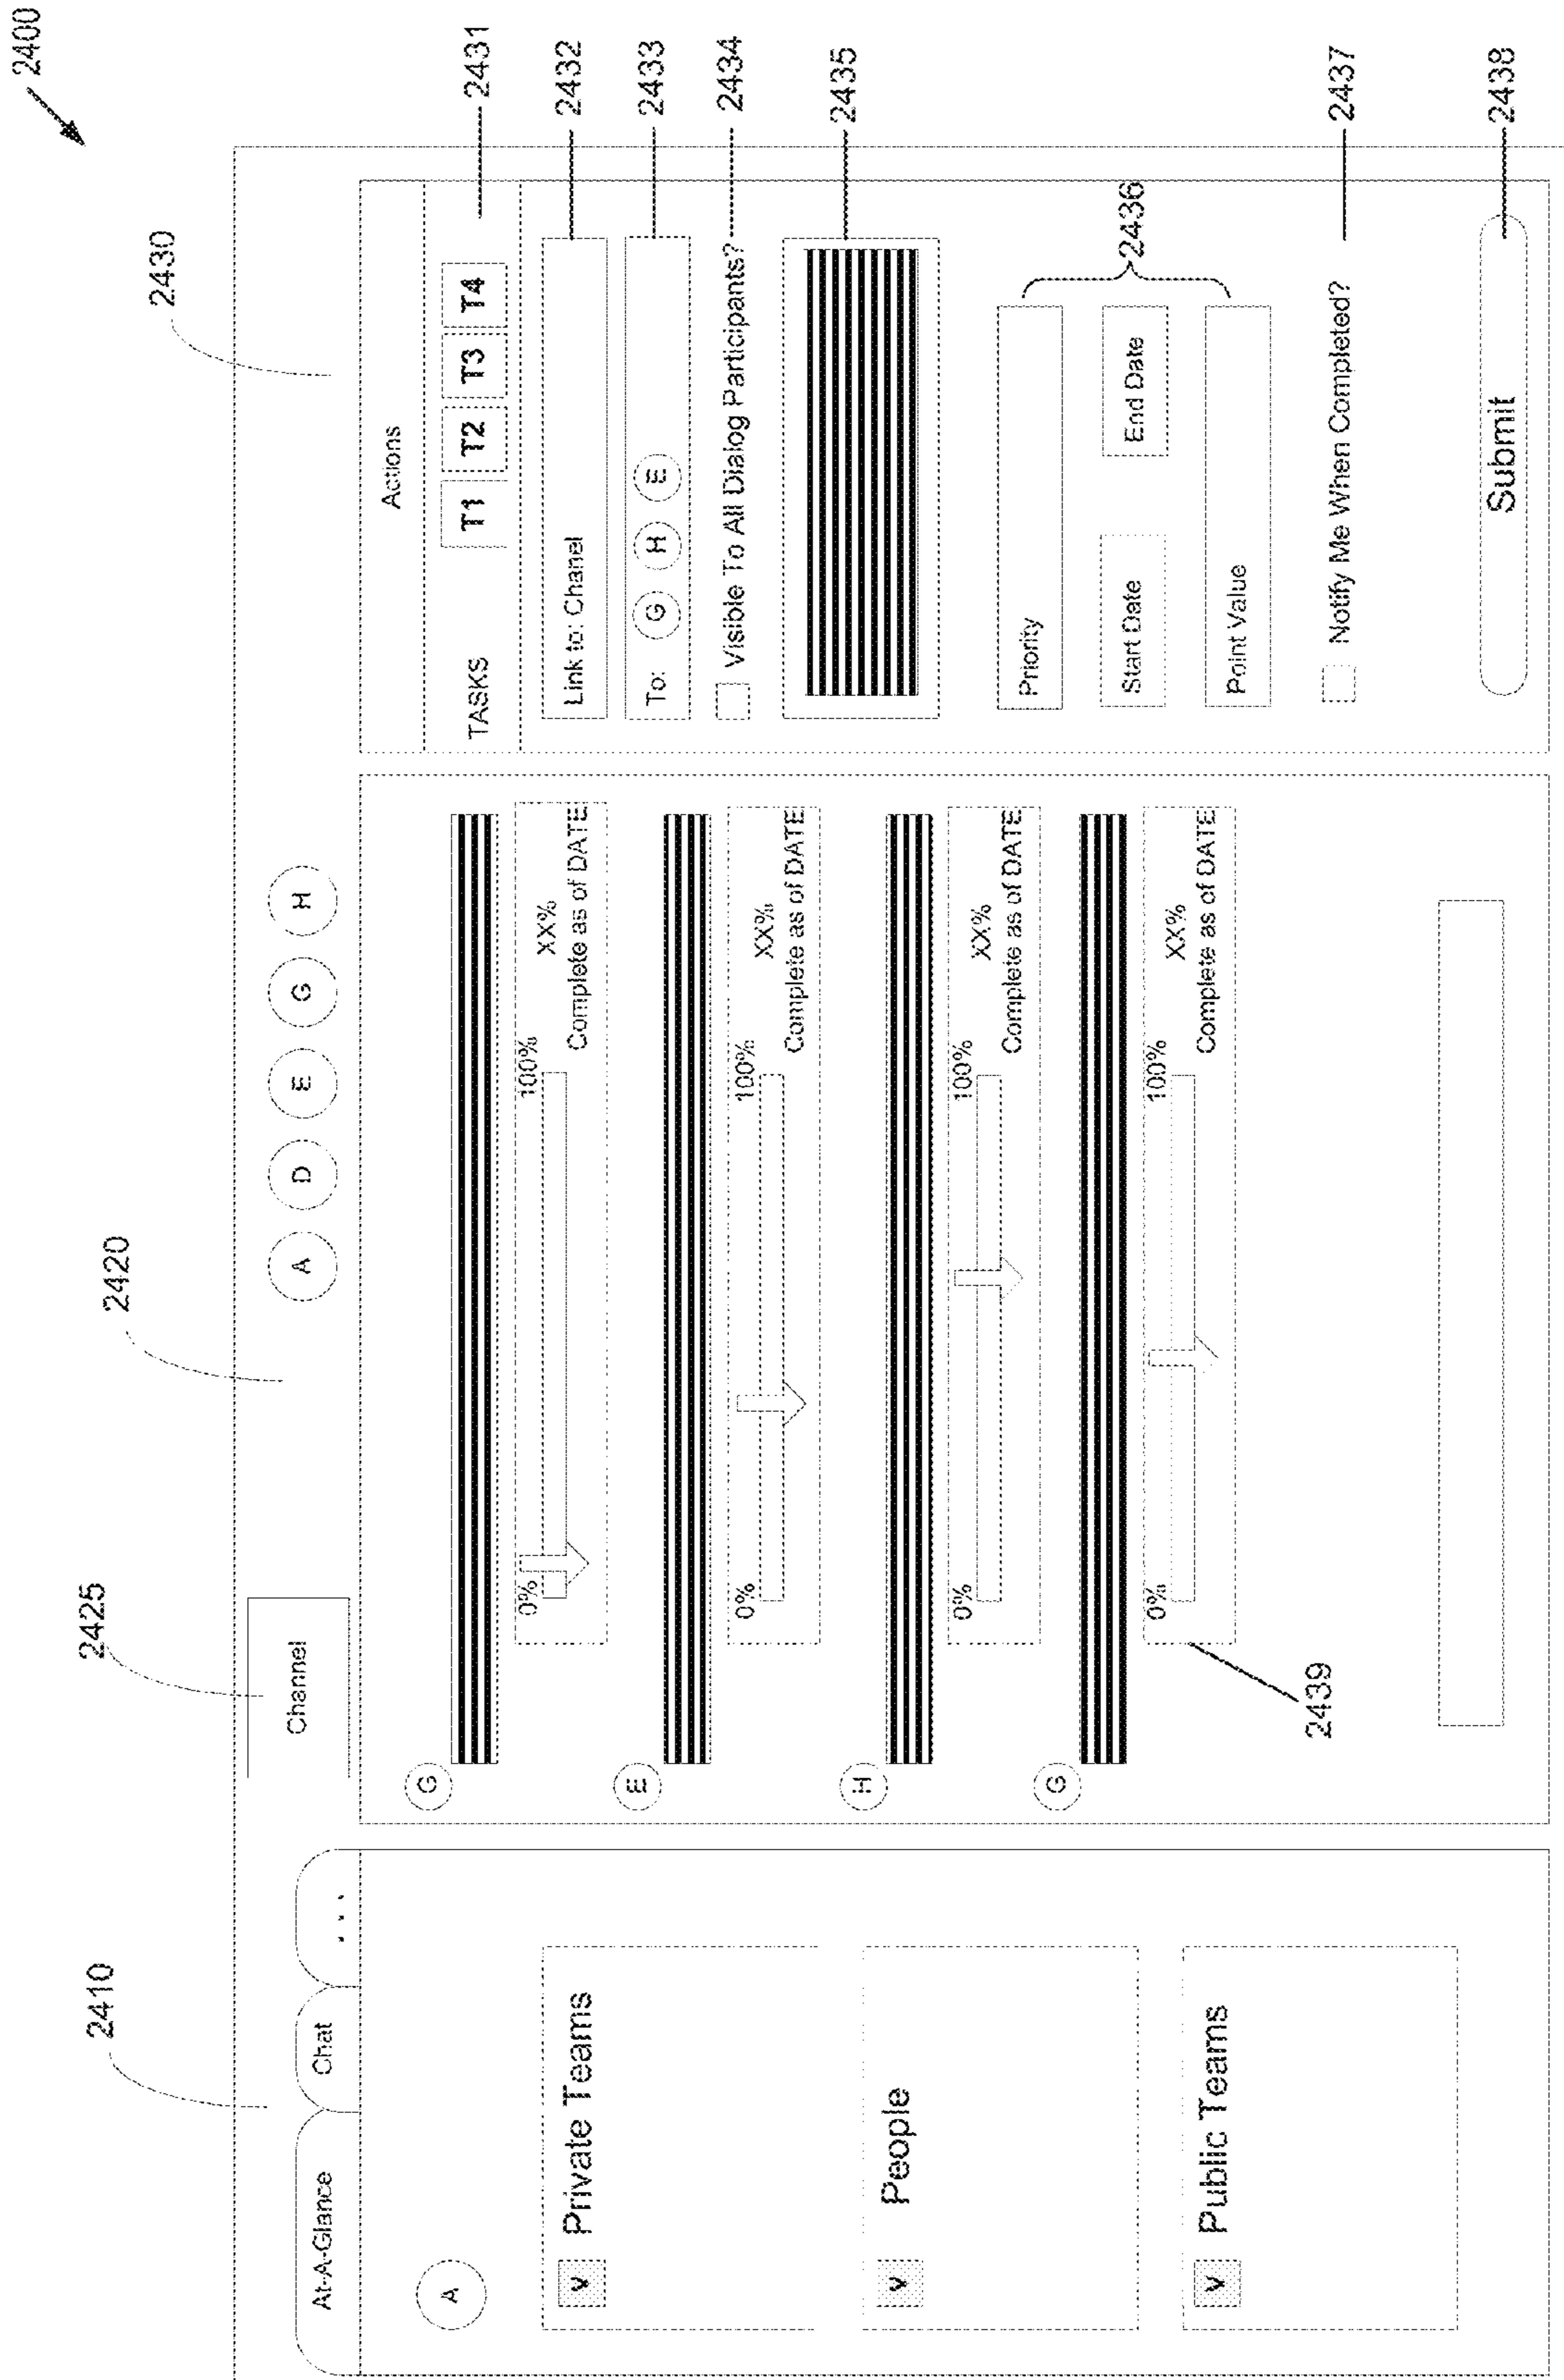 2400
2410
2425
2420
2430
At-A-Glance
Chat
...
Channel
A
D
E
G
H
A
v Private Teams
v People
v Public Teams
G
0%
100%
XX%
Complete as of DATE
E
0%
100%
XX%
Complete as of DATE
H
0%
100%
XX%
Complete as of DATE
G
0%
100%
XX%
Complete as of DATE
2439
Actions
TASKS T1 T2 T3 T4
2431
Link to: Chanel
2432
To: G H E
2433
Visible To All Dialog Participants?
2434
2435
Priority
Start Date
End Date
Point Value
2436
Notify Me When Completed?
2437
Submit
2438